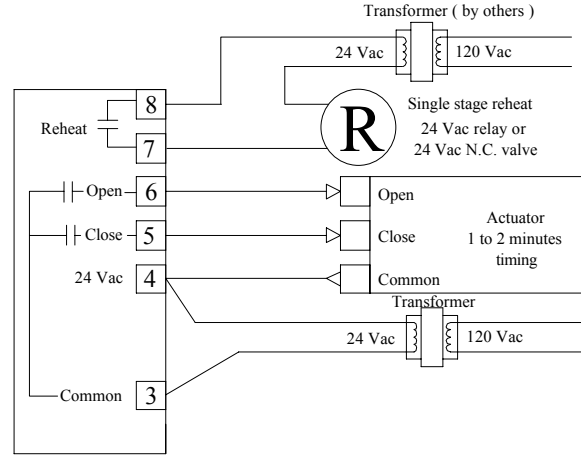 Transformer ( by others )
24 Vac
120 Vac
8
Reheat
7
R
Single stage reheat
24 Vac relay or
24 Vac N.C. valve
6
Open
Open
5
Close
Close
Actuator
1 to 2 minutes
timing
24 Vac
4
Common
Transformer
24 Vac
120 Vac
Common
3